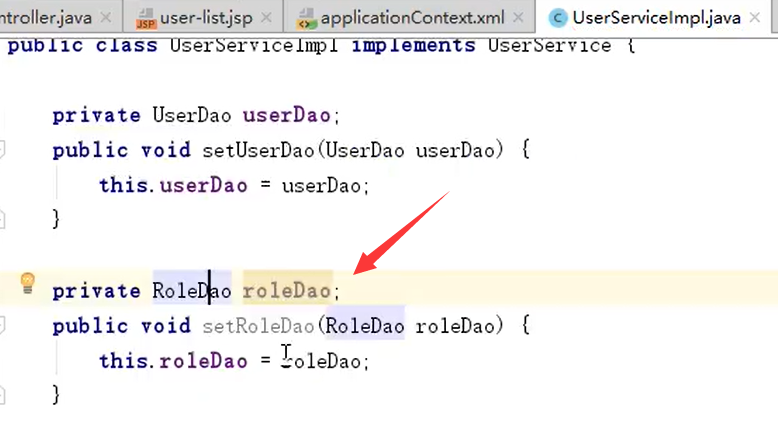 ntroller.java
user-list.jsp
applicationContext.xml
UserServiceImpl.java
JSP
C
public class UserServiceImpl implements UserService {
private UserDao userDao;
public void setUserDao(UserDao userDao) {
this.userDao = userDao;
}
private RoleDao roleDao;
public void setRoleDao(RoleDao roleDao) {
this.roleDao = roleDao;
}